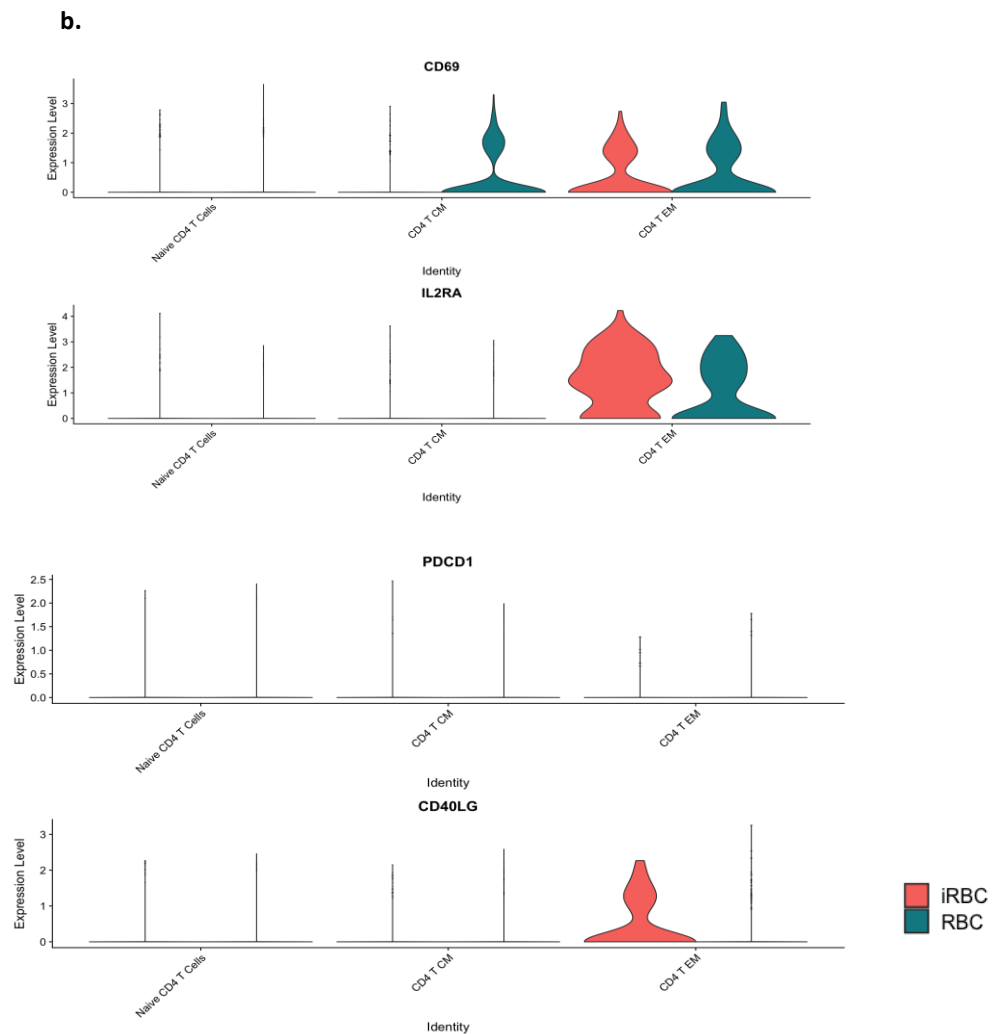 b.
CD69
Expression Level
3
2
1
0
Naive CD4 T Cells
CD4 T CM
CD4 T EM
Identity
IL2RA
Expression Level
4
3
2
1
0
Naive CD4 T Cells
CD4 T CM
CD4 T EM
Identity
PDCD1
Expression Level
2.5
2.0
1.5
1.0
0.5
0.0
Naive CD4 T Cells
CD4 T CM
CD4 T EM
Identity
CD40LG
Expression Level
3
2
1
0
Naive CD4 T Cells
CD4 T CM
CD4 T EM
Identity
iRBC
RBC